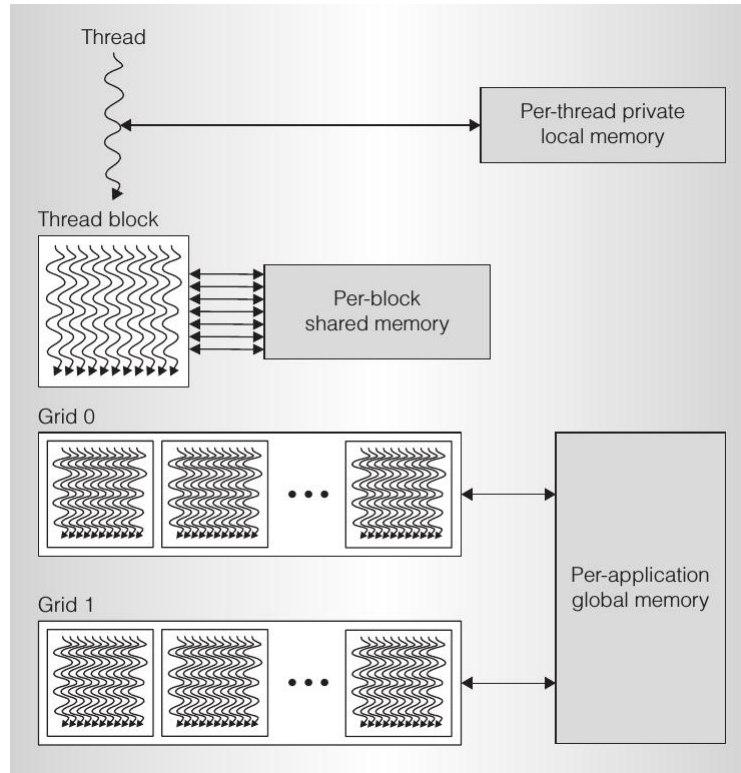 Thread
Per-thread private
local memory
Thread block
Per-block
shared memory
Grid 0
Per-application
global memory
Grid 1